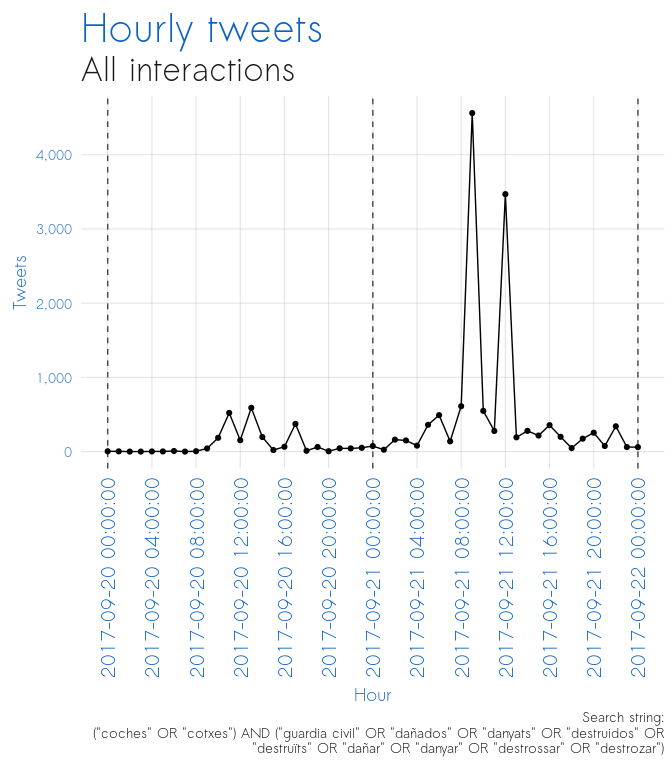 Hourly tweets
All interactions
4,000
3,000
2,000
1,000
0
Tweets
2017-09-20 00:00:00
2017-09-20 04:00:00
2017-09-20 08:00:00
2017-09-20 12:00:00
2017-09-20 16:00:00
2017-09-20 20:00:00
2017-09-21 00:00:00
2017-09-21 04:00:00
2017-09-21 08:00:00
2017-09-21 12:00:00
2017-09-21 16:00:00
2017-09-21 20:00:00
2017-09-22 00:00:00
Hour
Search string:
("coches" OR "cotxes") AND ("guardia civil" OR "dañados" OR "danyats" OR "destruidos" OR
"destruïts" OR "dañar" OR "danyar" OR "destrossar" OR "destrozar")